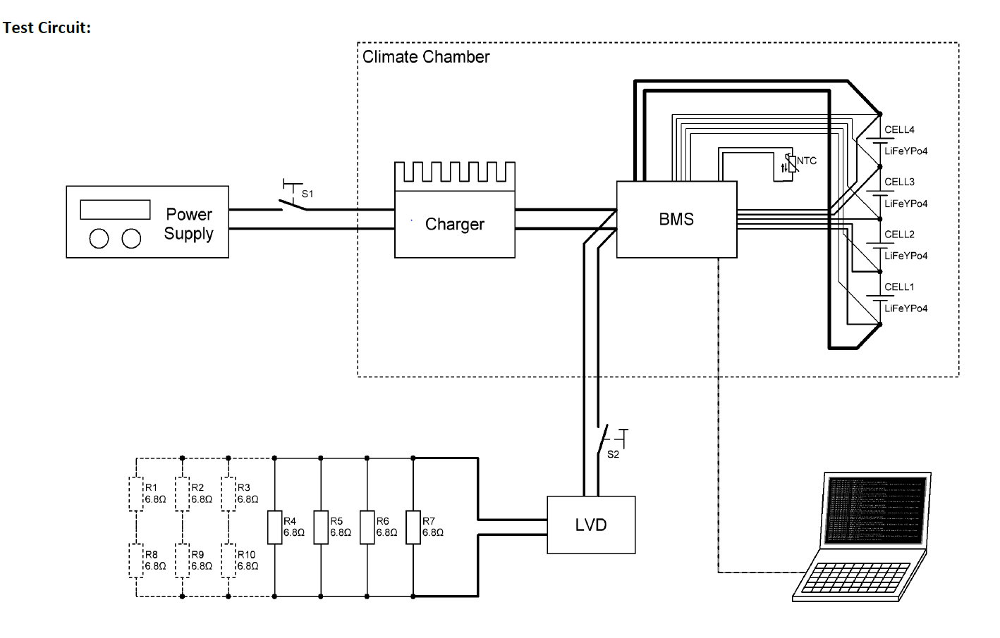 Test Circuit:
Climate Chamber
CELL4
LiFeYPo4
NTC
CELL3
LiFeYPo4
S1
Power
Supply
Charger
BMS
CELL2
LiFeYPo4
CELL1
LiFeYPo4
S2
R1
6.8Ω
R2
6.8Ω
R3
6.8Ω
R4
6.8Ω
R5
6.8Ω
R6
6.8Ω
R7
6.8Ω
LVD
R8
6.8Ω
R9
6.8Ω
R10
6.8Ω